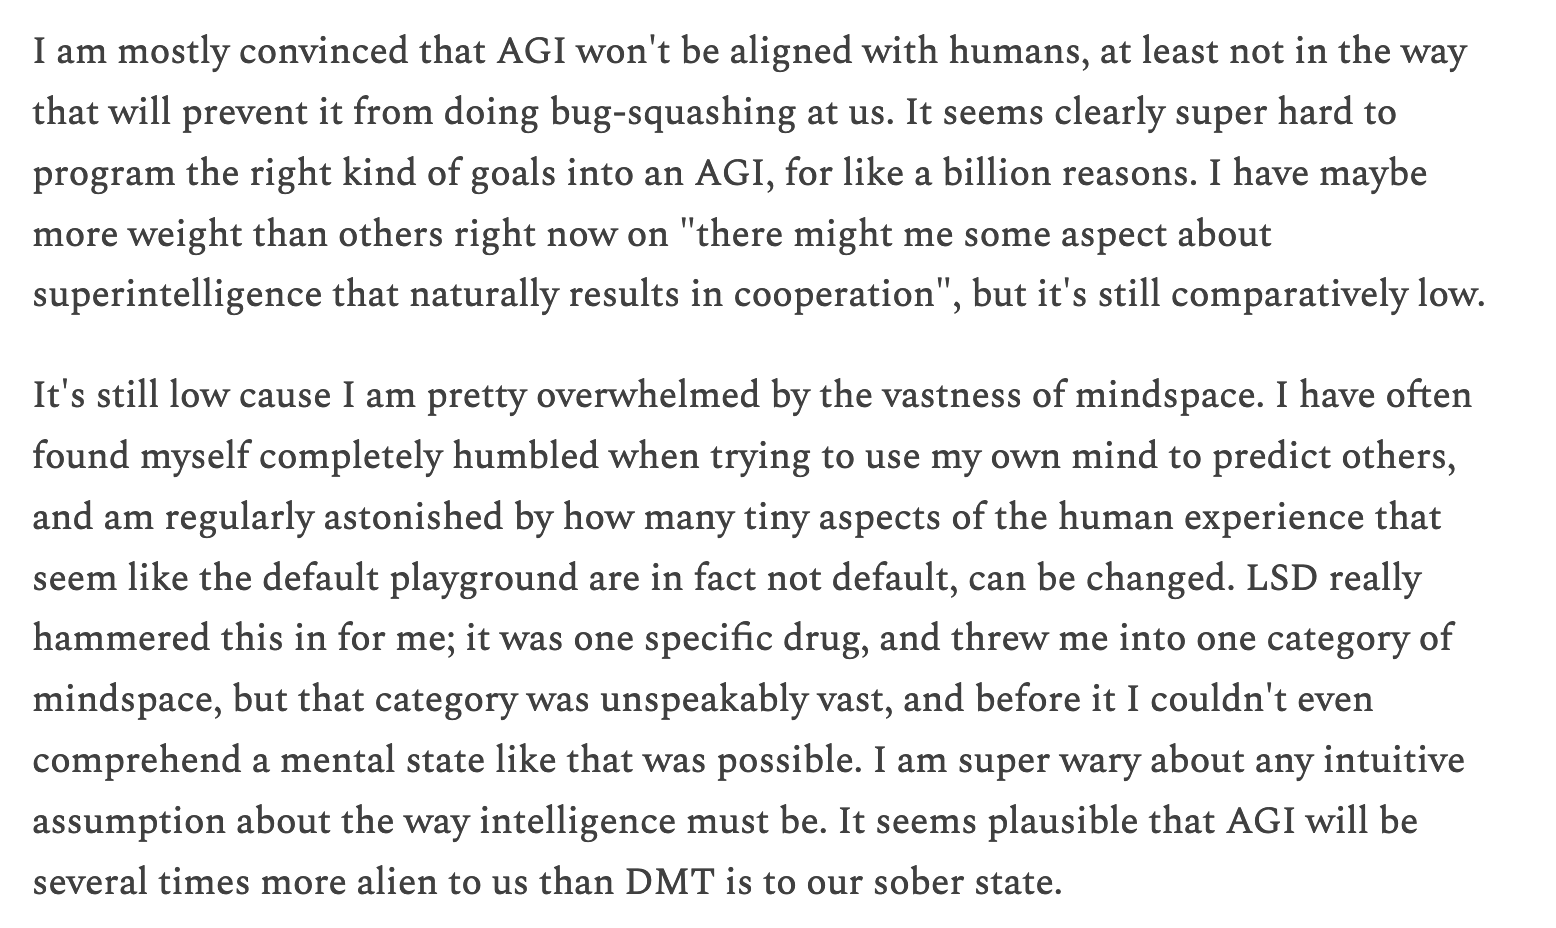 I am mostly convinced that AGI won't be aligned with humans, at least not in the way
that will prevent it from doing bug-squashing at us. It seems clearly super hard to
program the right kind of goals into an AGI, for like a billion reasons. I have maybe
more weight than others right now on "there might me some aspect about
superintelligence that naturally results in cooperation", but it's still comparatively low.
It's still low cause I am pretty overwhelmed by the vastness of mindspace. I have often
found myself completely humbled when trying to use my own mind to predict others,
and am regularly astonished by how many tiny aspects of the human experience that
seem like the default playground are in fact not default, can be changed. LSD really
hammered this in for me; it was one specific drug, and threw me into one category of
mindspace, but that category was unspeakably vast, and before it I couldn't even
comprehend a mental state like that was possible. I am super wary about any intuitive
assumption about the way intelligence must be. It seems plausible that AGI will be
several times more alien to us than DMT is to our sober state.